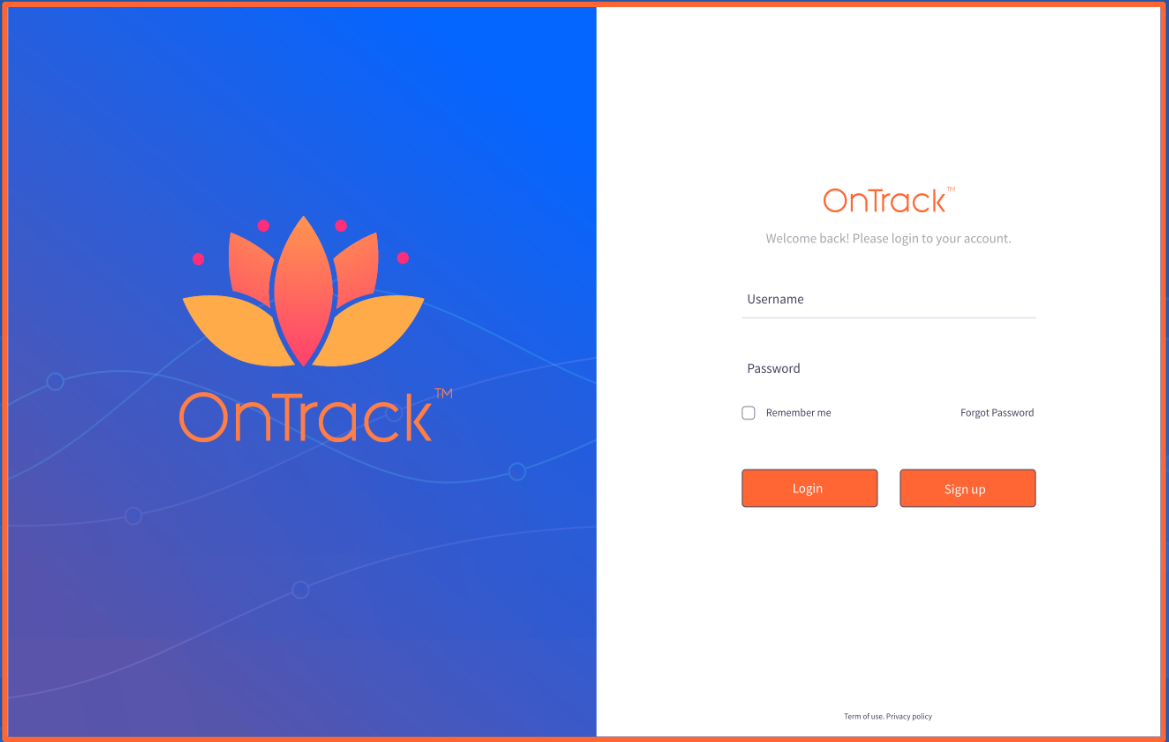 OnTrack™
OnTrack™
Welcome back! Please login to your account.
Username
Password
Remember me
Forgot Password
Login
Sign up
Term of use. Privacy policy